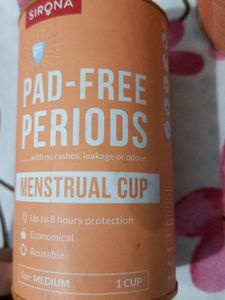 SIRONA
PAD-FREE
PERIODS
......with no rashes, leakage or odour
MENSTRUAL CUP
Up to 8 hours protection
Economical
Reusable
Size: MEDIUM
1 CUP